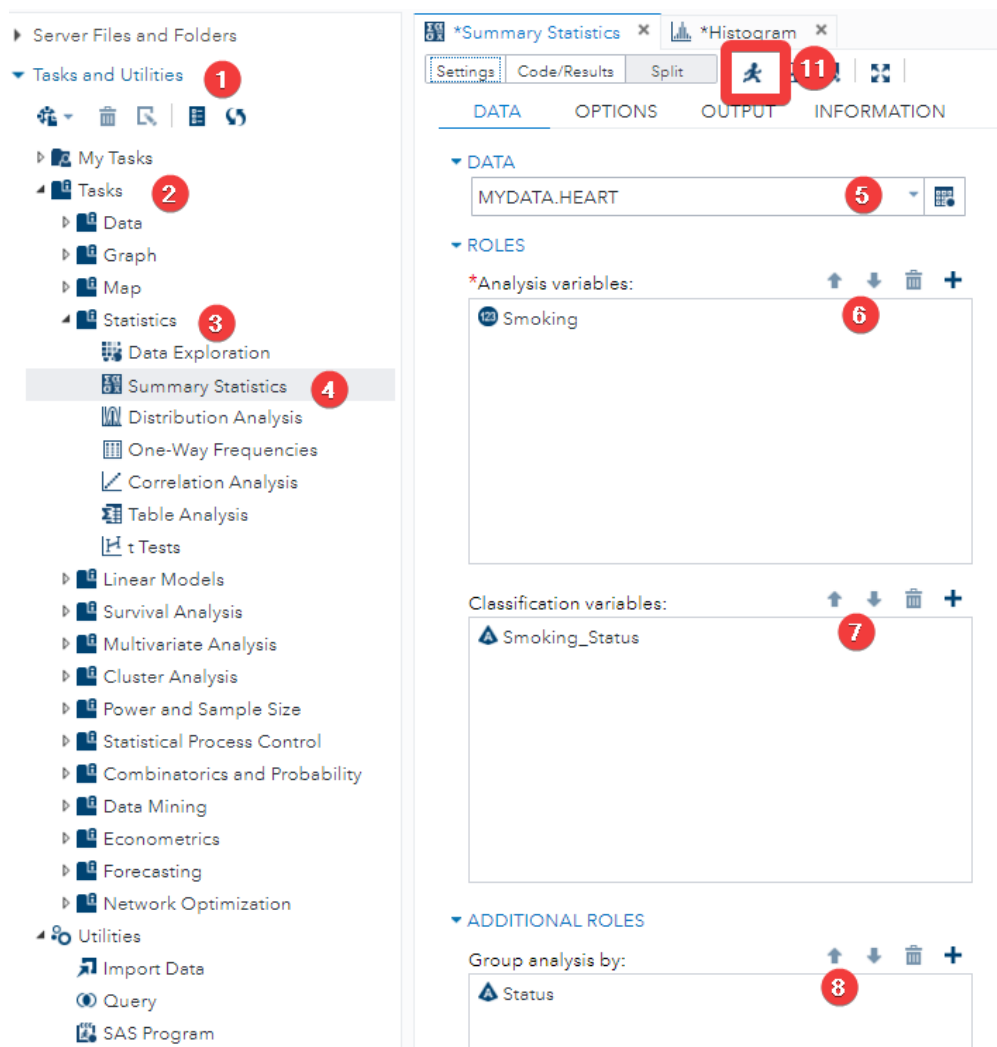 Server Files and Folders
Tasks and Utilities 1
My Tasks
Tasks 2
Data
Graph
Map
Statistics 3
Data Exploration
Summary Statistics 4
Distribution Analysis
One-Way Frequencies
Correlation Analysis
Table Analysis
t Tests
Linear Models
Survival Analysis
Multivariate Analysis
Cluster Analysis
Power and Sample Size
Statistical Process Control
Combinatorics and Probability
Data Mining
Econometrics
Forecasting
Network Optimization
Utilities
Import Data
Query
SAS Program
*Summary Statistics *Histogram
Settings Code/Results Split 11
DATA OPTIONS OUTPUT INFORMATION
DATA
MYDATA.HEART 5
ROLES
*Analysis variables:
123 Smoking 6
Classification variables:
A Smoking_Status 7
ADDITIONAL ROLES
Group analysis by:
A Status 8